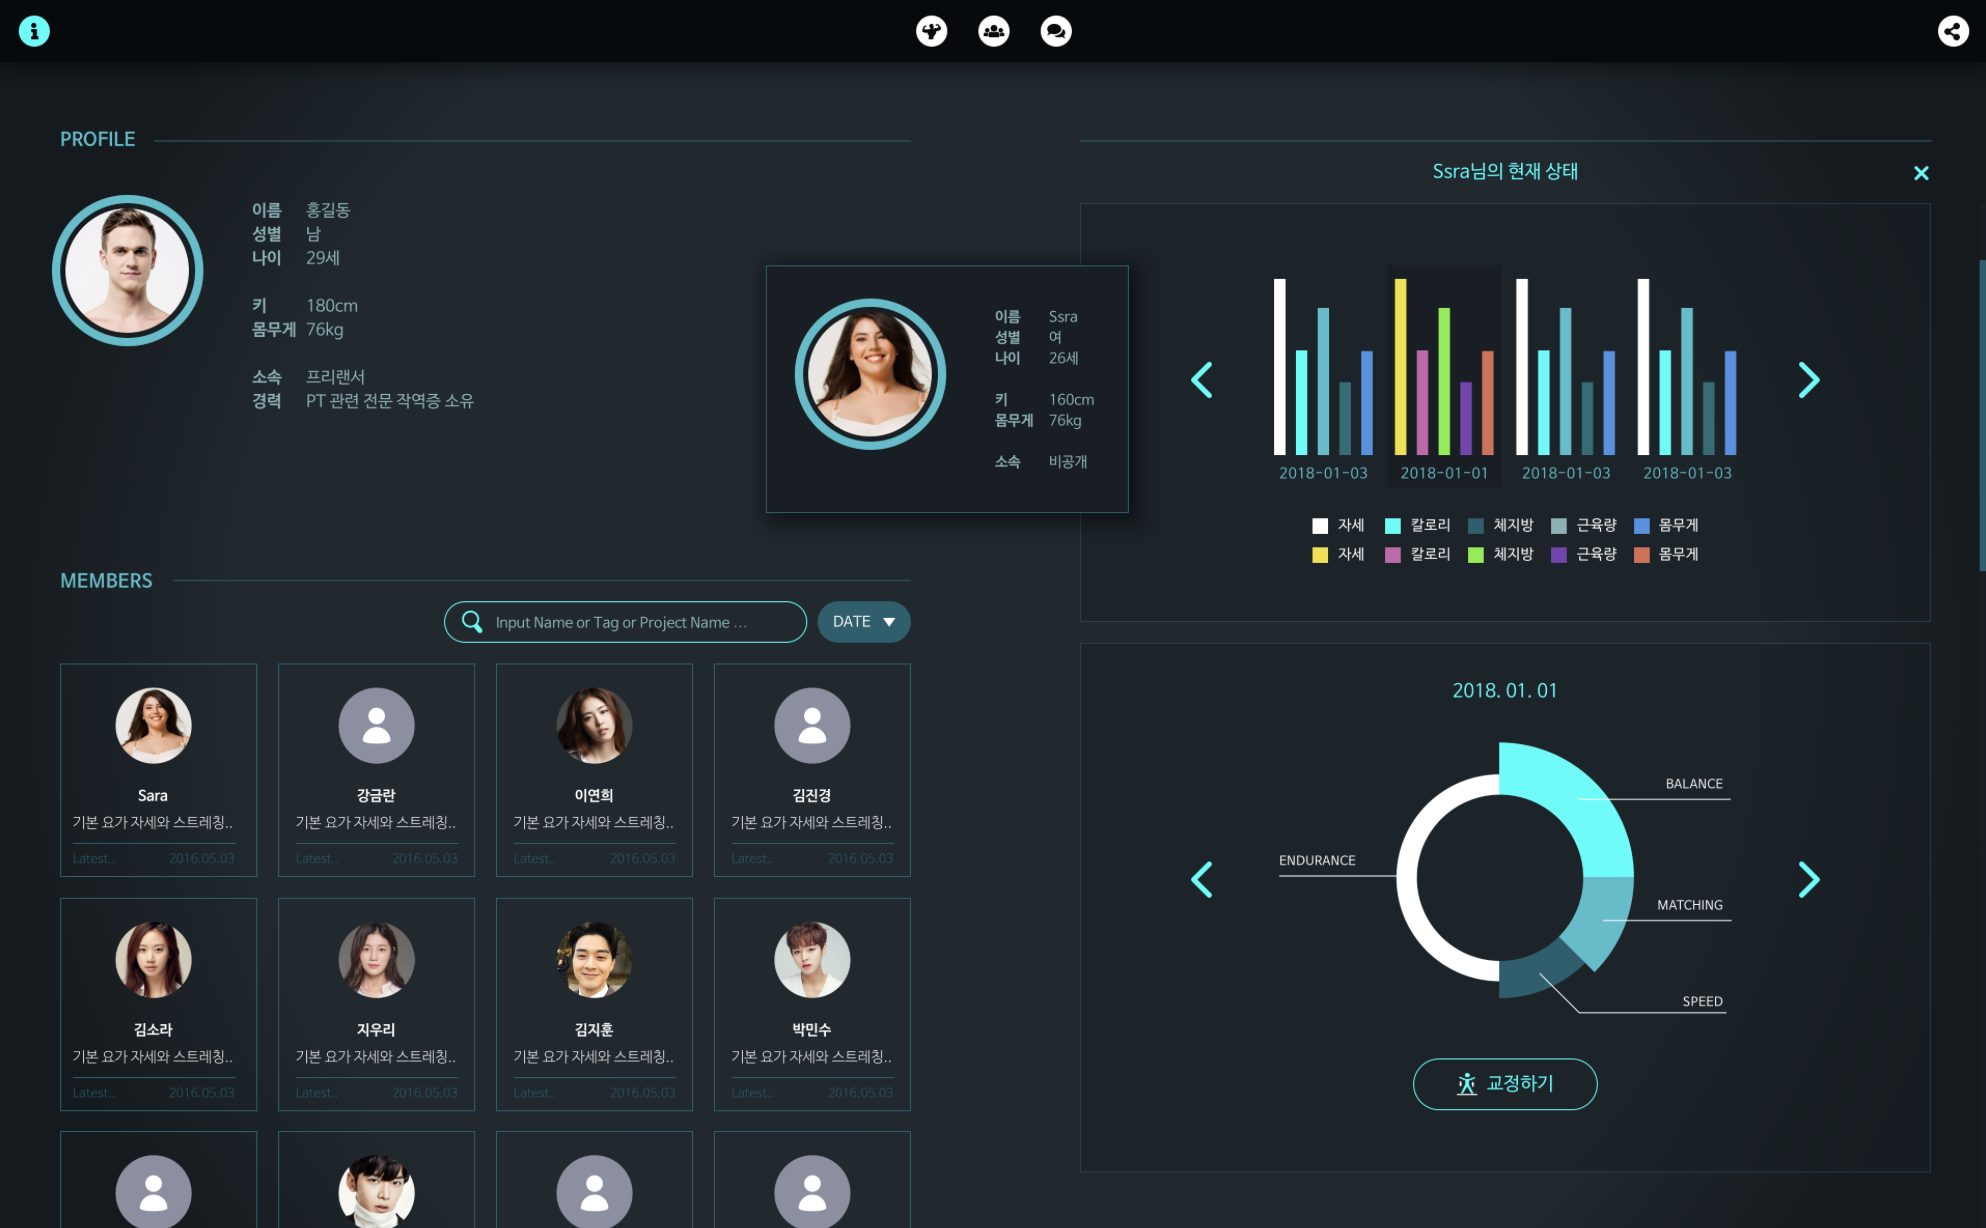 PROFILE
이름 홍길동
성별 남
나이 29세
키 180cm
몸무게 76kg
소속 프리랜서
경력 PT 관련 전문 작역증 소유
이름 Ssra
성별 여
나이 26세
키 160cm
몸무게 76kg
소속 비공개
MEMBERS
Input Name or Tag or Project Name ...
DATE
Sara
기본 요가 자세와 스트레칭..
Latest.. 2016.05.03
강금란
기본 요가 자세와 스트레칭..
Latest.. 2016.05.03
이연희
기본 요가 자세와 스트레칭..
Latest.. 2016.05.03
김진경
기본 요가 자세와 스트레칭..
Latest.. 2016.05.03
김소라
기본 요가 자세와 스트레칭..
Latest.. 2016.05.03
지우리
기본 요가 자세와 스트레칭..
Latest.. 2016.05.03
김지훈
기본 요가 자세와 스트레칭..
Latest.. 2016.05.03
박민수
기본 요가 자세와 스트레칭..
Latest.. 2016.05.03
Ssra님의 현재 상태
2018-01-03 2018-01-01 2018-01-03 2018-01-03
자세 칼로리 체지방 근육량 몸무게
자세 칼로리 체지방 근육량 몸무게
2018. 01. 01
BALANCE
ENDURANCE
MATCHING
SPEED
교정하기